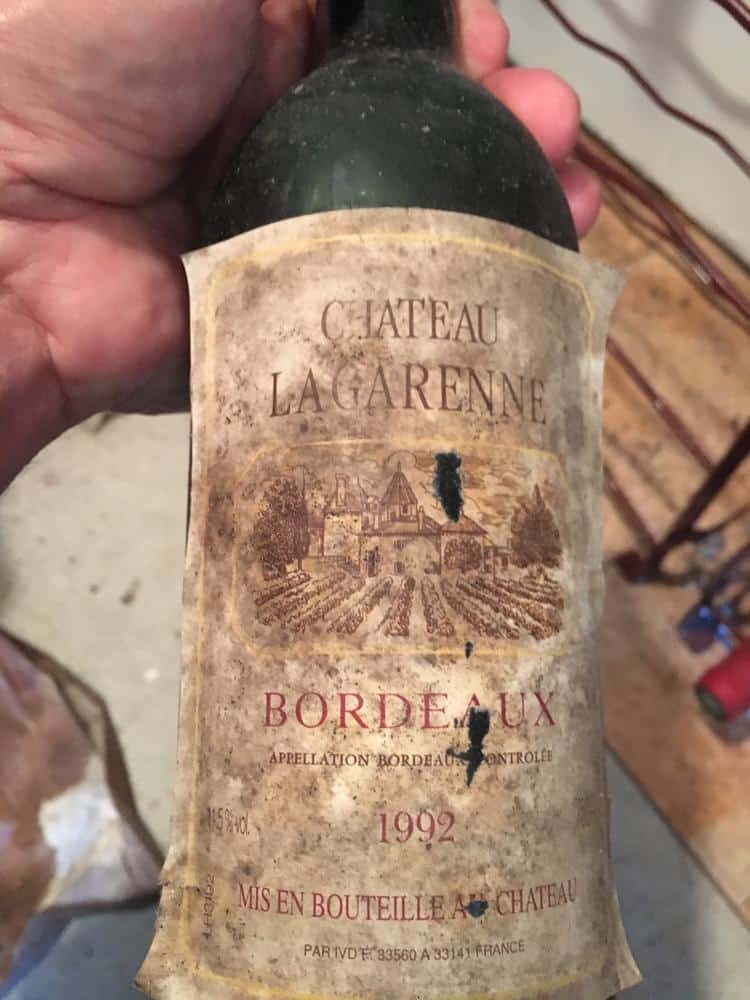 CHATEAU
LAGARENNE
BORDEAUX
APPELLATION BORDEAUX CONTROLÉE
11.5 % vol.
1992
MIS EN BOUTEILLE AU CHATEAU
PAR IVD F. 33560 A 33141 FRANCE